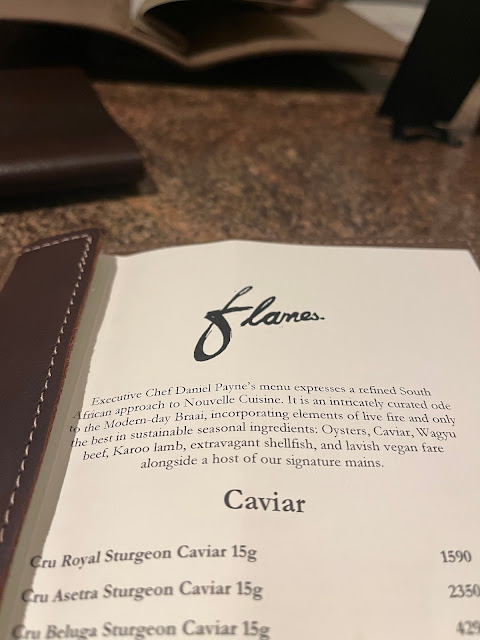 flames.
Executive Chef Daniel Payne's menu expresses a refined South
African approach to Nouvelle Cuisine. It is an intricately curated ode
to the Modern-day Braai, incorporating elements of live fire and only
the best in sustainable seasonal ingredients: Oysters, Caviar, Wagyu
beef, Karoo lamb, extravagant shellfish, and lavish vegan fare
alongside a host of our signature mains.
Caviar
Cru Royal Sturgeon Caviar 15g 1590
Cru Asetra Sturgeon Caviar 15g 2350
Cru Beluga Sturgeon Caviar 15g